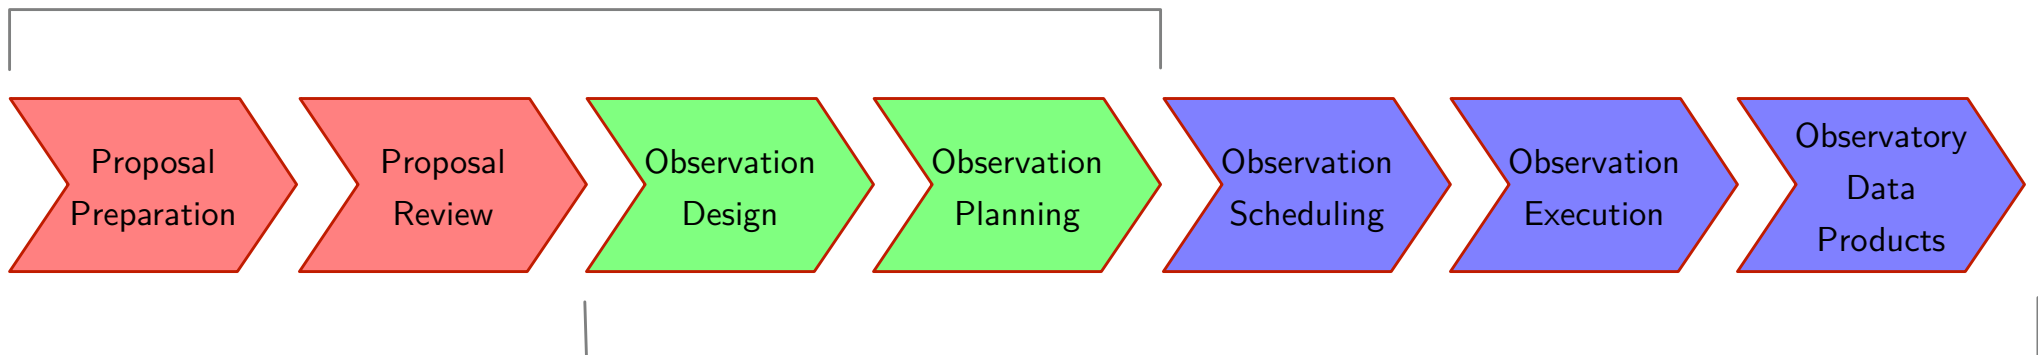 Proposal
Preparation
Proposal
Review
Observation
Design
Observation
Planning
Observation
Scheduling
Observation
Execution
Observatory
Data
Products